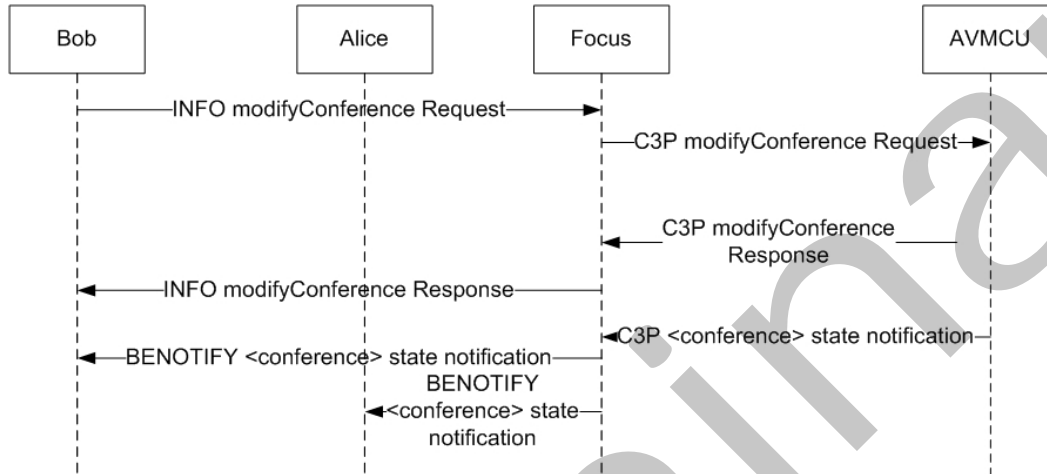 Bob
Alice
Focus
AVMCU
INFO modifyConference Request
C3P modifyConference Request
C3P modifyConference
Response
INFO modifyConference Response
C3P <conference> state notification
BENOTIFY <conference> state notification
BENOTIFY
<conference> state
notification